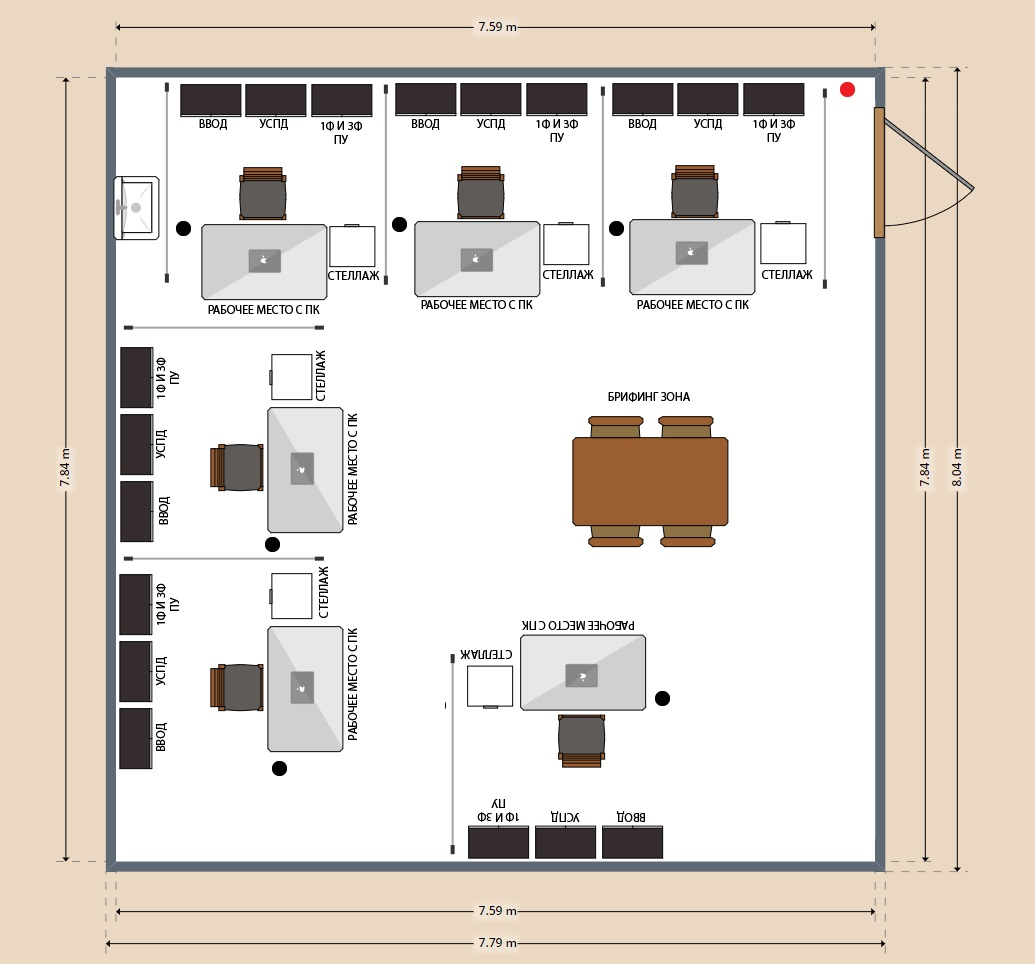 7.59 m
ВВОД
УСПД
1Ф И 3Ф
ПУ
ВВОД
УСПД
1Ф И 3Ф
ПУ
ВВОД
УСПД
1Ф И 3Ф
ПУ
СТЕЛЛАЖ
СТЕЛЛАЖ
СТЕЛЛАЖ
РАБОЧЕЕ МЕСТО С ПК
РАБОЧЕЕ МЕСТО С ПК
РАБОЧЕЕ МЕСТО С ПК
1Ф И 3Ф
ПУ
СТЕЛЛАЖ
БРИФИНГ ЗОНА
УСПД
РАБОЧЕЕ МЕСТО С ПК
7.84 m
7.84 m
8.04 m
ВВОД
1Ф И 3Ф
ПУ
СТЕЛЛАЖ
УСПД
РАБОЧЕЕ МЕСТО С ПК
ВВОД
РАБОЧЕЕ МЕСТО С ПК
СТЕЛЛАЖ
1Ф И 3Ф
ПУ
УСПД
ВВОД
7.59 m
7.79 m